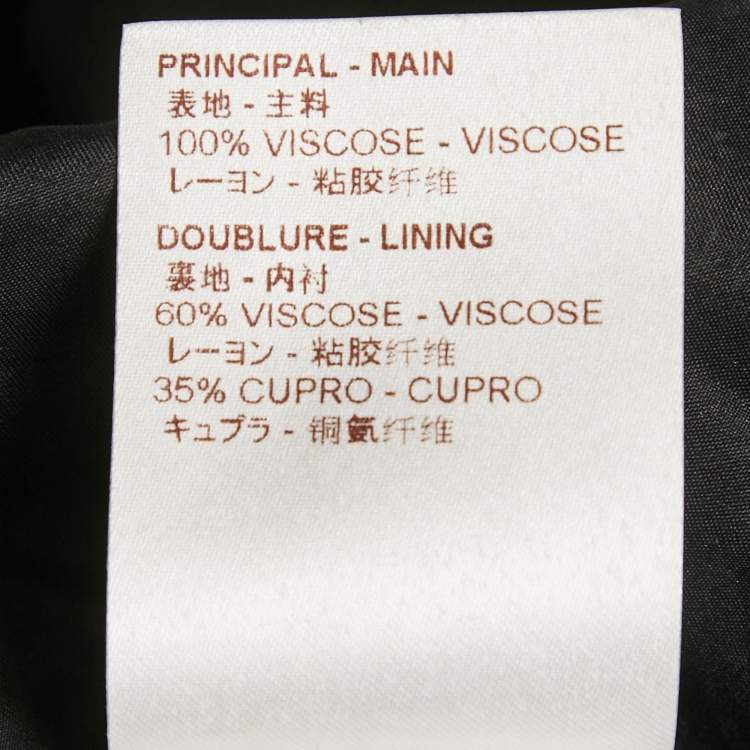 PRINCIPAL - MAIN
表地 - 主料
100% VISCOSE - VISCOSE
レーヨン - 粘胶纤维
DOUBLURE - LINING
裏地 - 内衬
60% VISCOSE - VISCOSE
レーヨン - 粘胶纤维
35% CUPRO - CUPRO
キュプラ - 铜氨纤维